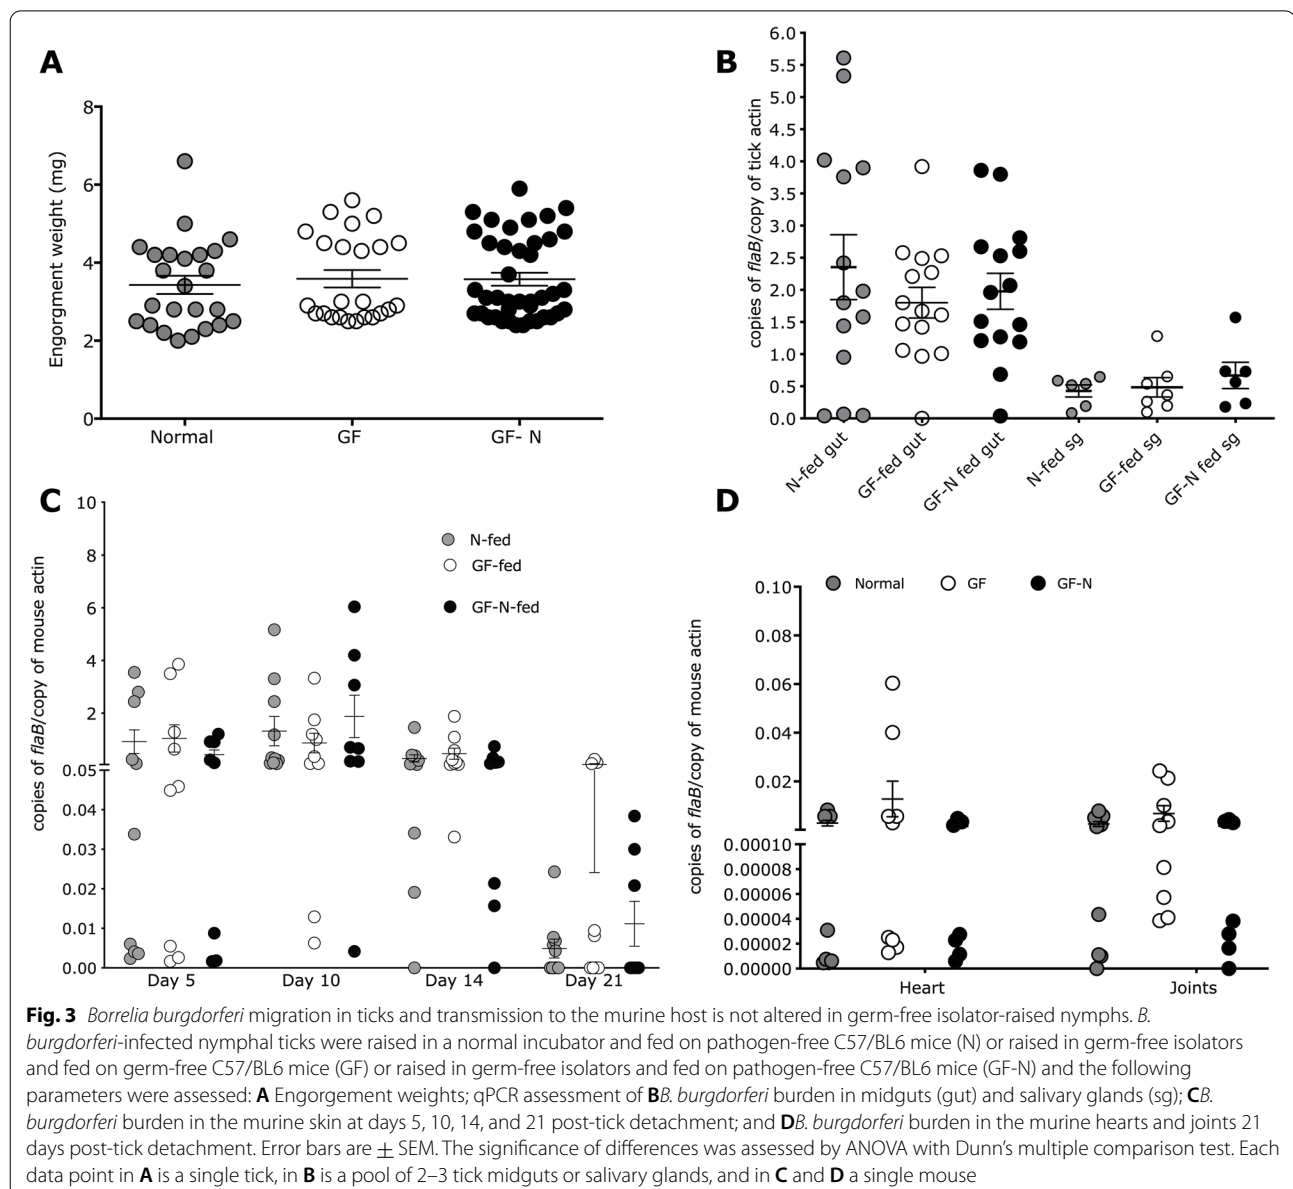 A
Engorgment weight (mg)
8
6
4
2
0
Normal
GF
GF- N
B
copies of flaB/copy of tick actin
6.0
5.5
5.0
4.5
4.0
3.5
3.0
2.5
2.0
1.5
1.0
0.5
0.0
N-fed gut
GF-fed gut
GF-N fed gut
N-fed sg
GF-fed sg
GF-N fed sg
C
copies of flaB/copy of mouse actin
10
8
6
4
2
0.05
0.04
0.03
0.02
0.01
0.00
N-fed
GF-fed
GF-N-fed
Day 5
Day 10
Day 14
Day 21
D
copies of flaB/copy of mouse actin
0.10
0.08
0.06
0.04
0.02
0.00010
0.00008
0.00006
0.00004
0.00002
0.00000
Normal
GF
GF-N
Heart
Joints
Fig. 3 Borrelia burgdorferi migration in ticks and transmission to the murine host is not altered in germ-free isolator-raised nymphs. B.
burgdorferi-infected nymphal ticks were raised in a normal incubator and fed on pathogen-free C57/BL6 mice (N) or raised in germ-free isolators
and fed on germ-free C57/BL6 mice (GF) or raised in germ-free isolators and fed on pathogen-free C57/BL6 mice (GF-N) and the following
parameters were assessed: A Engorgement weights; qPCR assessment of BB. burgdorferi burden in midguts (gut) and salivary glands (sg); CB.
burgdorferi burden in the murine skin at days 5, 10, 14, and 21 post-tick detachment; and DB. burgdorferi burden in the murine hearts and joints 21
days post-tick detachment. Error bars are ± SEM. The significance of differences was assessed by ANOVA with Dunn's multiple comparison test. Each
data point in A is a single tick, in B is a pool of 2–3 tick midguts or salivary glands, and in C and D a single mouse